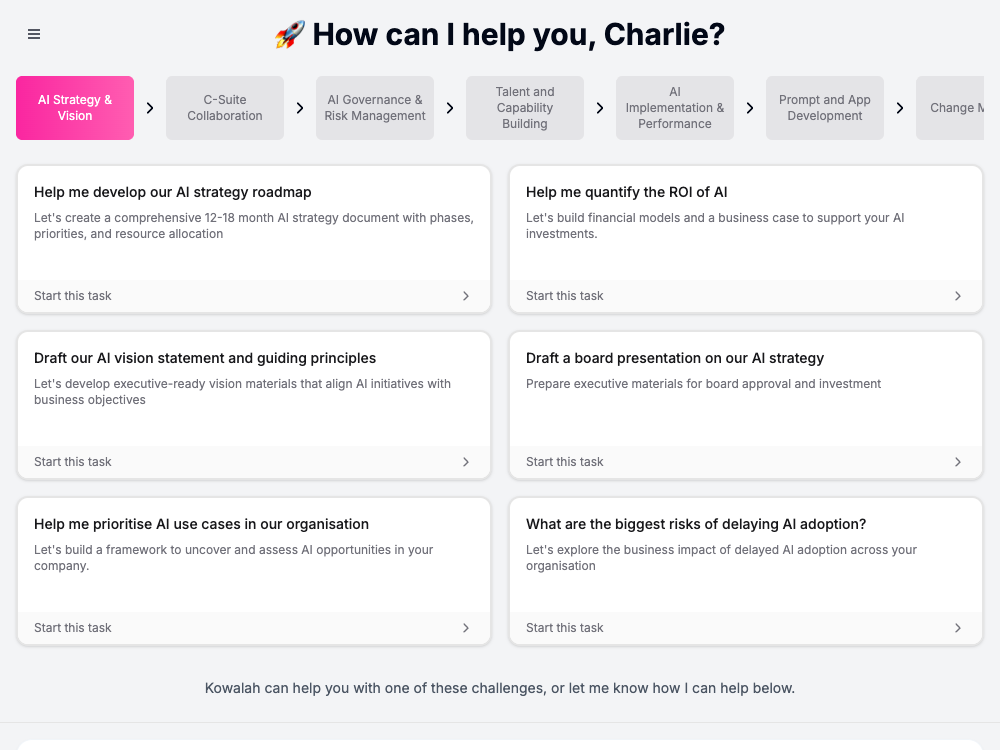 🚀 How can I help you, Charlie?
AI Strategy &
Vision
C-Suite
Collaboration
AI Governance &
Risk Management
Talent and
Capability
Building
AI
Implementation &
Performance
Prompt and App
Development
Change M
Help me develop our AI strategy roadmap
Let's create a comprehensive 12-18 month AI strategy document with phases,
priorities, and resource allocation
Start this task
Help me quantify the ROI of AI
Let's build financial models and a business case to support your AI
investments.
Start this task
Draft our AI vision statement and guiding principles
Let's develop executive-ready vision materials that align AI initiatives with
business objectives
Start this task
Draft a board presentation on our AI strategy
Prepare executive materials for board approval and investment
Start this task
Help me prioritise AI use cases in our organisation
Let's build a framework to uncover and assess AI opportunities in your
company.
Start this task
What are the biggest risks of delaying AI adoption?
Let's explore the business impact of delayed AI adoption across your
organisation
Start this task
Kowalah can help you with one of these challenges, or let me know how I can help below.